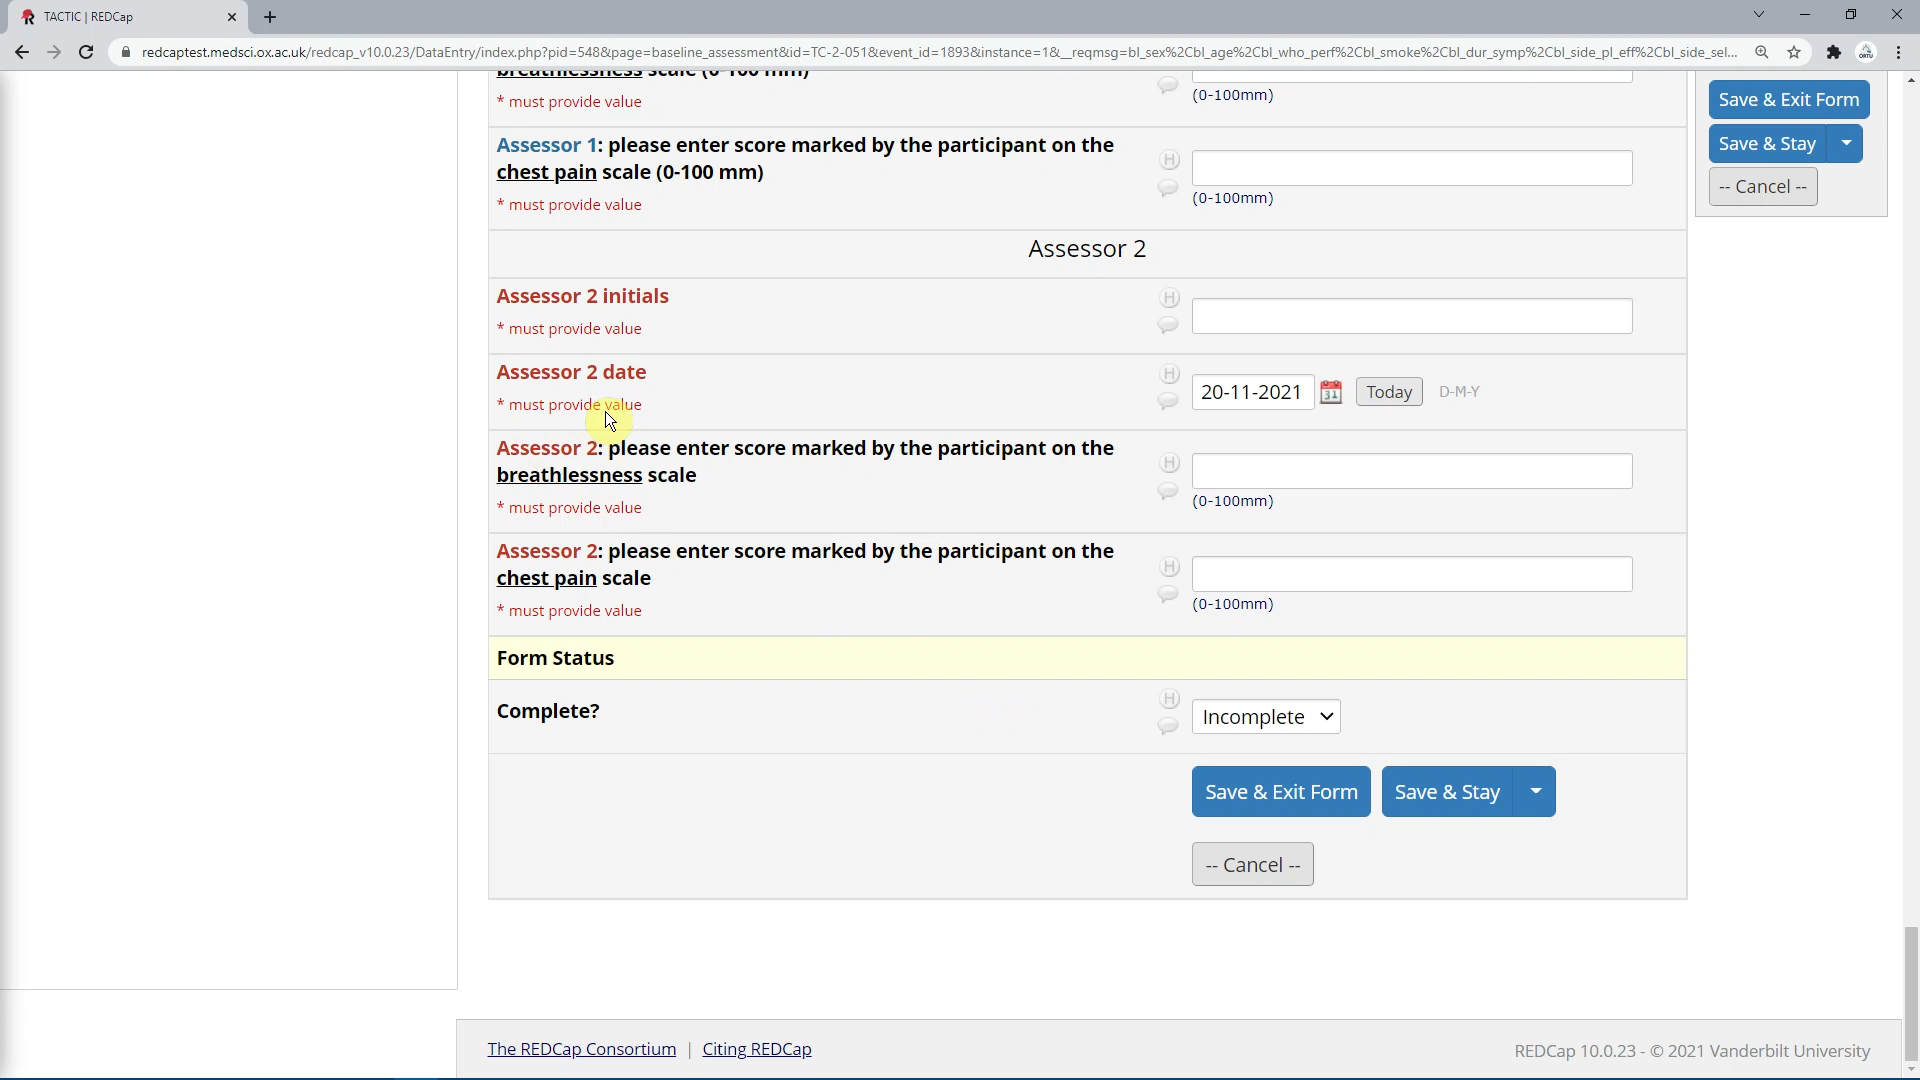 TACTIC | REDCap
redcaptest.medsci.ox.ac.uk/redcap_v10.0.23/DataEntry/index.php?pid=548&page=baseline_assessment&id=TC-2-051&event_id=1893&instance=1&__reqmsg=bl_sex%2Cbl_age%2Cbl_who_perf%2Cbl_smoke%2Cbl_dur_symp%2Cbl_side_pl_eff%2Cbl_side_sel...
breathlessness scale (0-100 mm)
* must provide value
(0-100mm)
Save & Exit Form
Save & Stay
-- Cancel --
Assessor 1: please enter score marked by the participant on the
chest pain scale (0-100 mm)
* must provide value
H
(0-100mm)
Assessor 2
Assessor 2 initials
* must provide value
H
Assessor 2 date
* must provide value
H
20-11-2021
31
Today
D-M-Y
Assessor 2: please enter score marked by the participant on the
breathlessness scale
* must provide value
H
(0-100mm)
Assessor 2: please enter score marked by the participant on the
chest pain scale
* must provide value
H
(0-100mm)
Form Status
Complete?
H
Incomplete
Save & Exit Form
Save & Stay
-- Cancel --
The REDCap Consortium | Citing REDCap
REDCap 10.0.23 - © 2021 Vanderbilt University